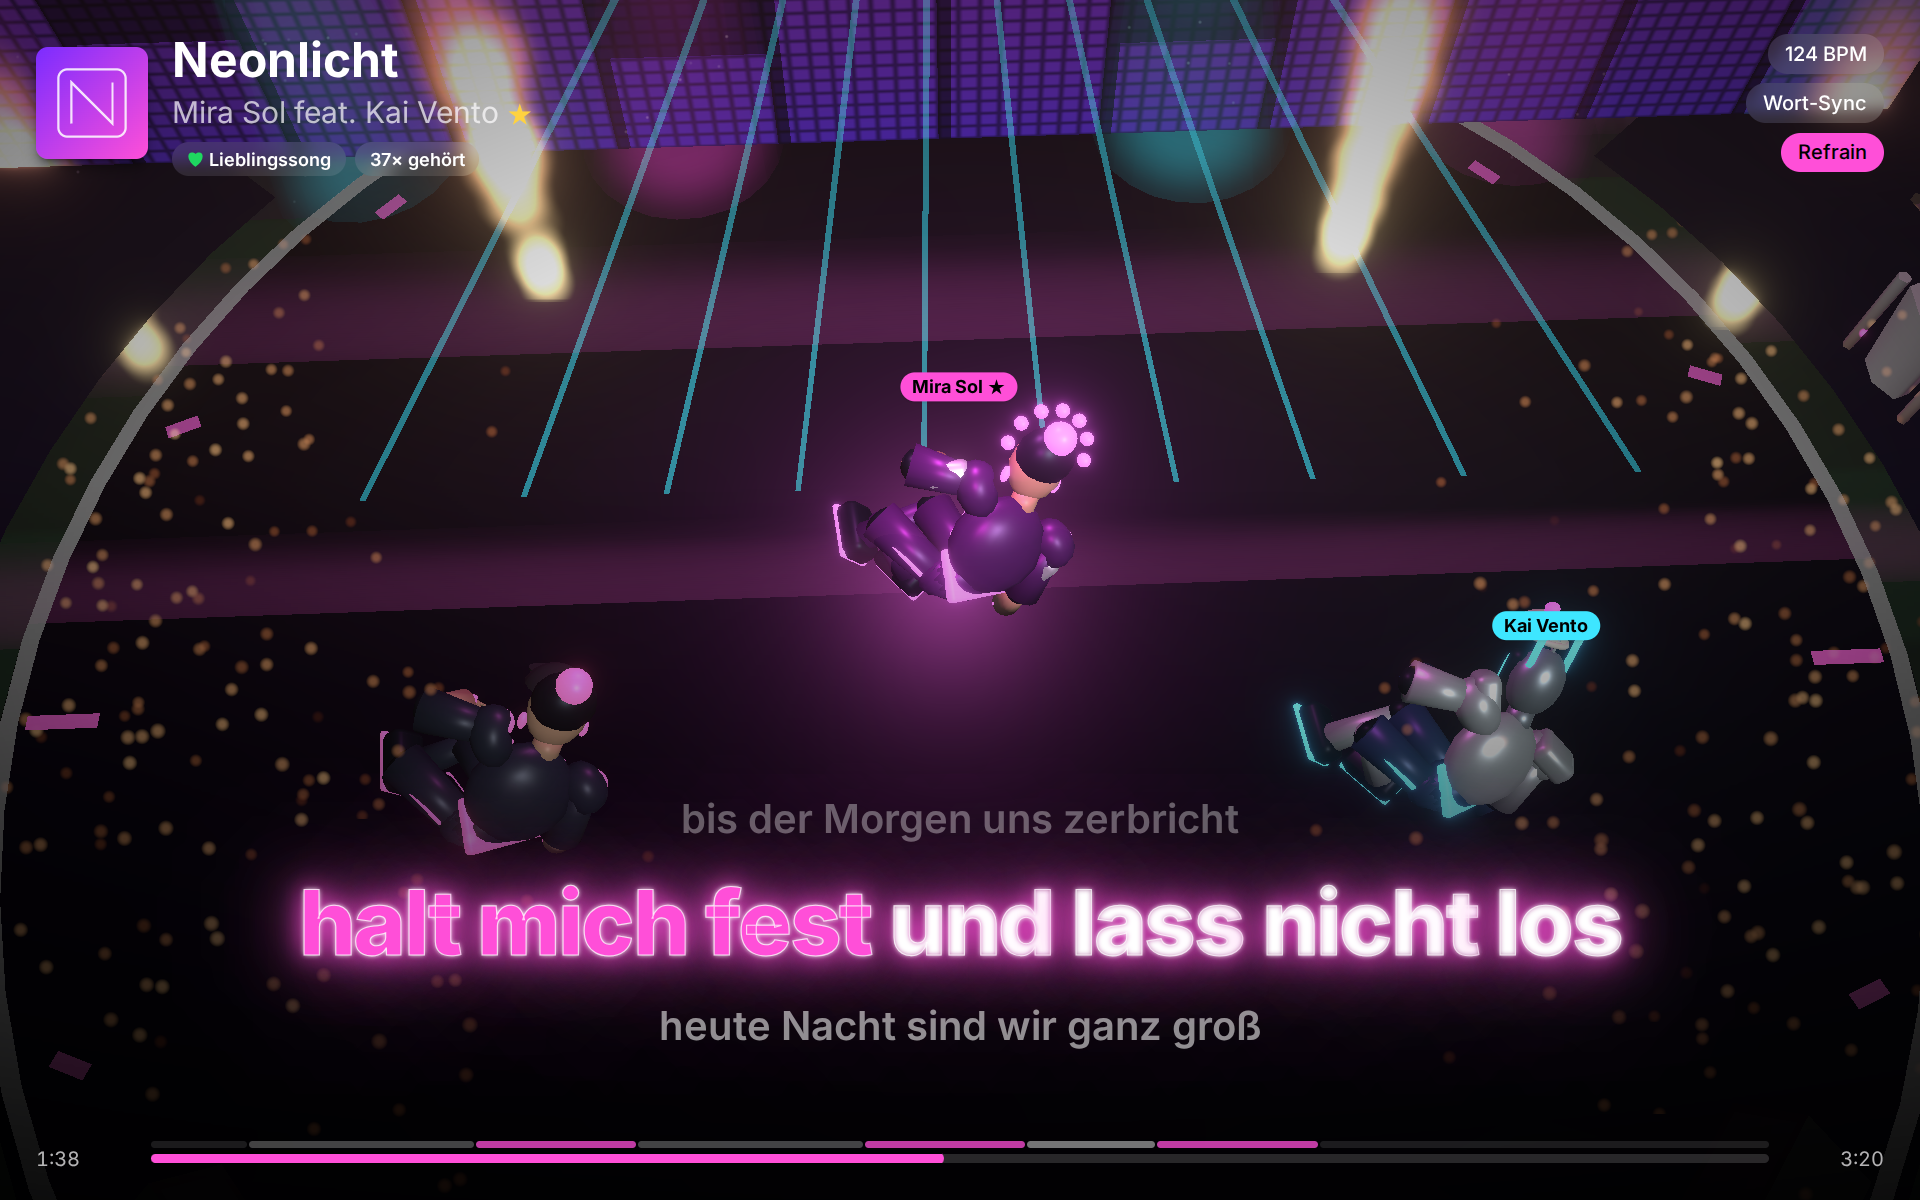 N
Neonlicht
Mira Sol feat. Kai Vento ★
Lieblingssong 37× gehört
124 BPM
Wort-Sync
Refrain
Mira Sol ★
Kai Vento
bis der Morgen uns zerbricht
halt mich fest und lass nicht los
heute Nacht sind wir ganz groß
1:38
3:20